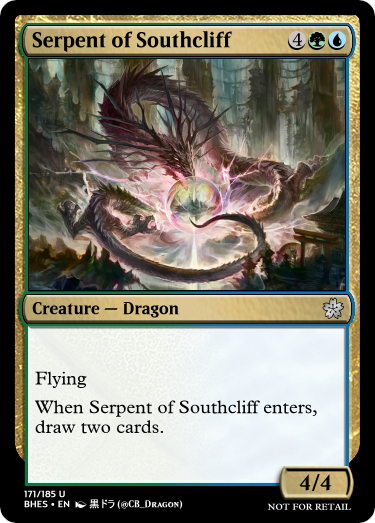 Serpent of Southcliff 4
Creature — Dragon
Flying
When Serpent of Southcliff enters,
draw two cards.
4/4
171/185 U
BHES • EN 黒ドラ (@CB_Dragon)
NOT FOR RETAIL